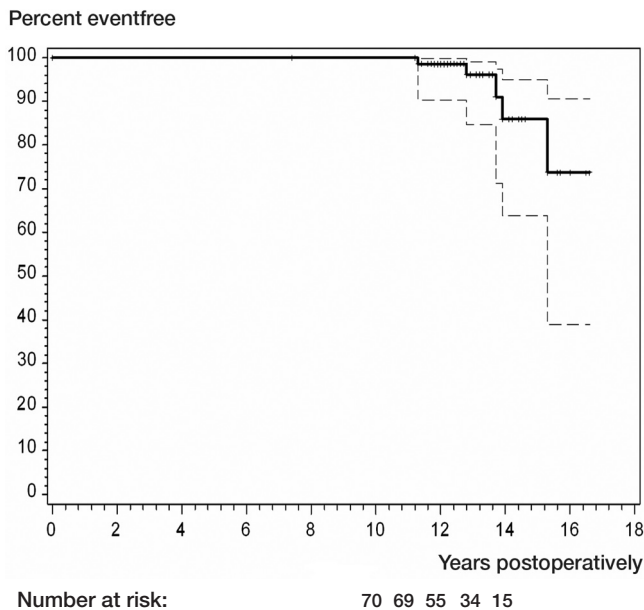 Percent eventfree
100
90
80
70
60
50
40
30
20
10
0
0 2 4 6 8 10 12 14 16 18
Years postoperatively
Number at risk: 70 69 55 34 15